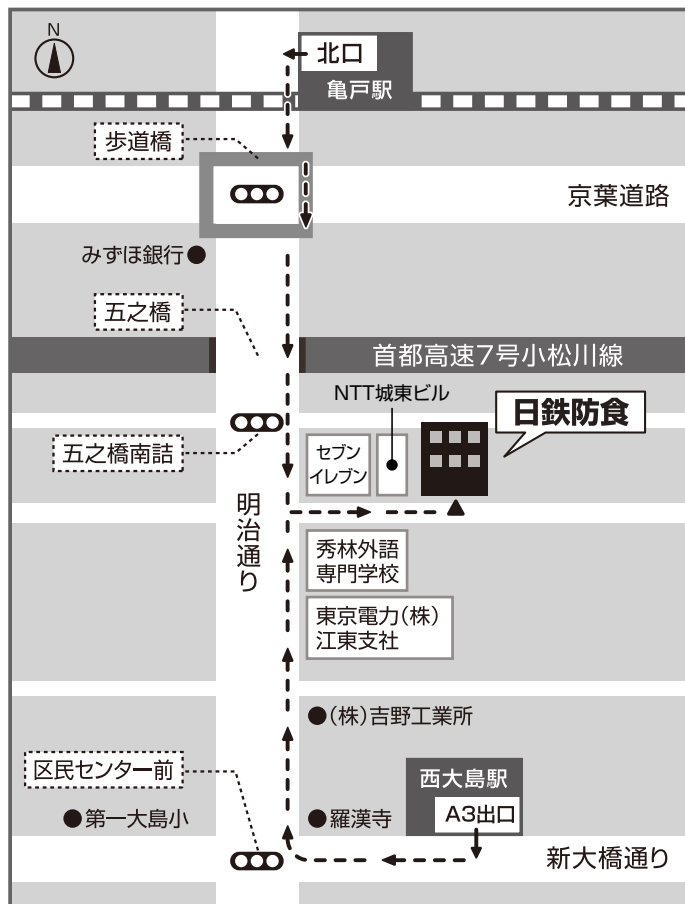 N
北口
亀戸駅
歩道橋
京葉道路
みずほ銀行
五之橋
首都高速7号小松川線
NTT城東ビル
日鉄防食
五之橋南詰
セブン
イレブン
明治通り
秀林外語
専門学校
東京電力(株)
江東支社
(株)吉野工業所
区民センター前
西大島駅
A3出口
第一大島小
羅漢寺
新大橋通り